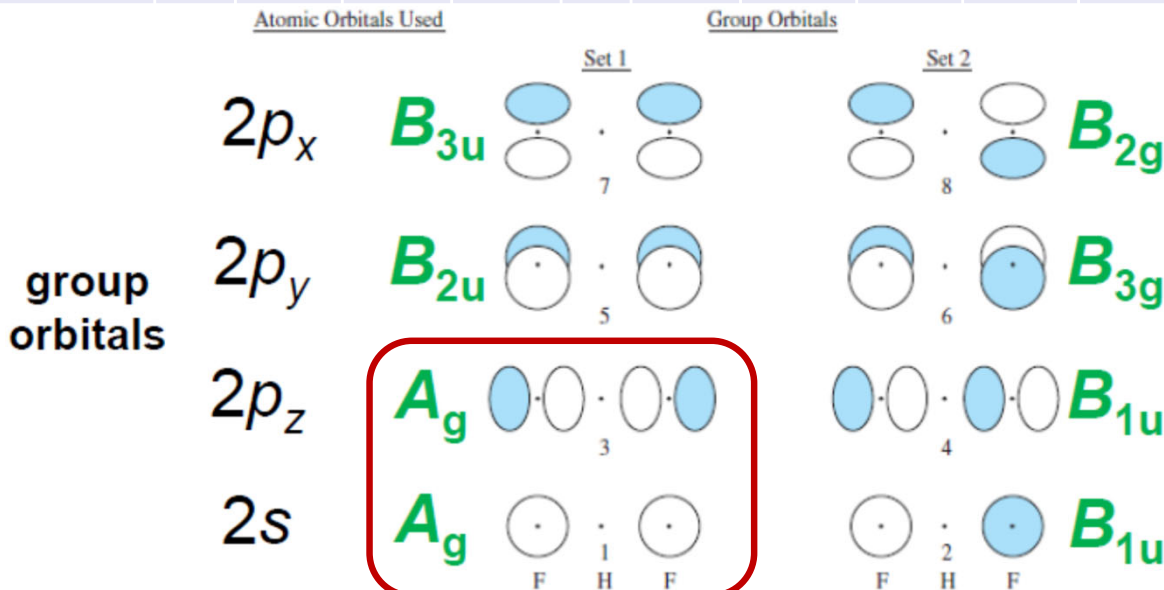 Atomic Orbitals Used Group Orbitals
Set 1 Set 2
2pₓ B₃ᵤ B₂g
7 8
group orbitals
2py B₂ᵤ B₃g
5 6
2pz Ag B₁ᵤ
3 4
2s Ag B₁ᵤ
1 2
F H F F H F